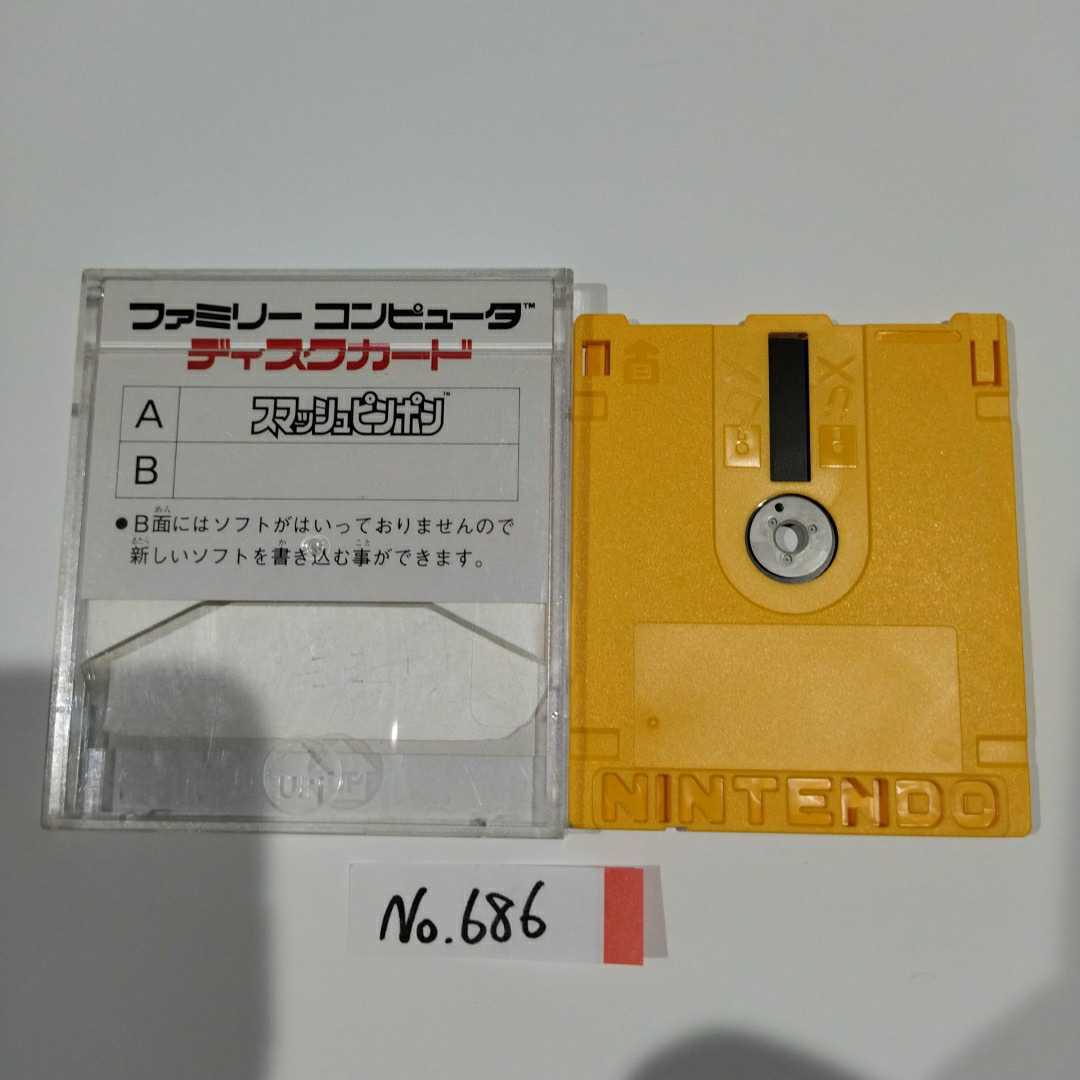 ファミリー コンピュータ™
ディスクカード
A スマッシュピンポン™
B
●B面にはソフトがはいっておりませんので
新しいソフトを書き込む事ができます。
NINTENDO
No.686